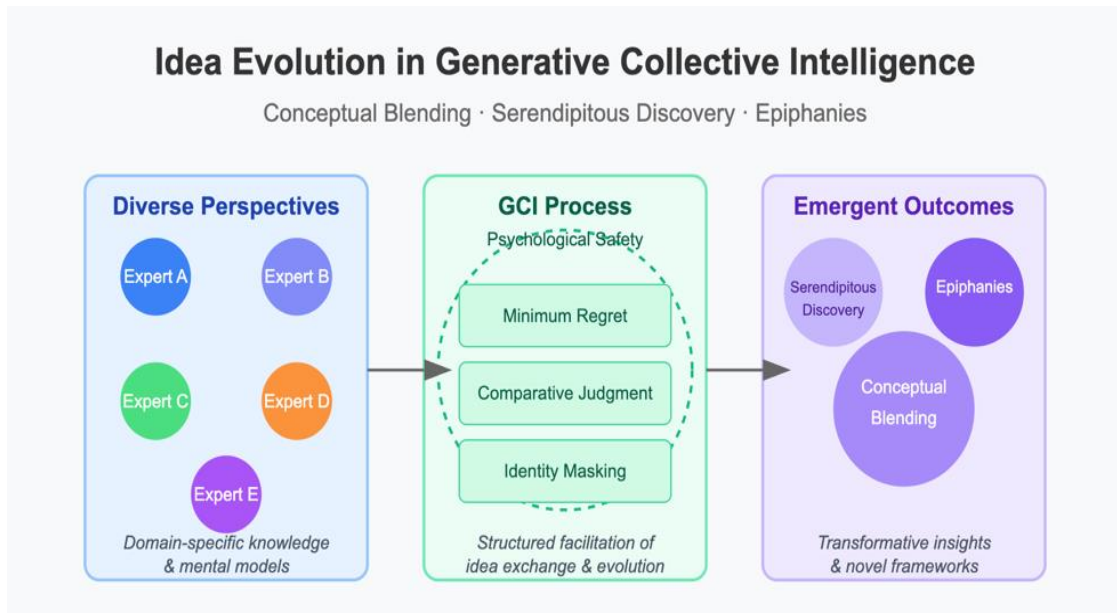 Idea Evolution in Generative Collective Intelligence
Conceptual Blending · Serendipitous Discovery · Epiphanies
Diverse Perspectives
Expert A
Expert B
Expert C
Expert D
Expert E
Domain-specific knowledge
& mental models
GCI Process
Psychological Safety
Minimum Regret
Comparative Judgment
Identity Masking
Structured facilitation of
idea exchange & evolution
Emergent Outcomes
Serendipitous
Discovery
Epiphanies
Conceptual
Blending
Transformative insights
& novel frameworks